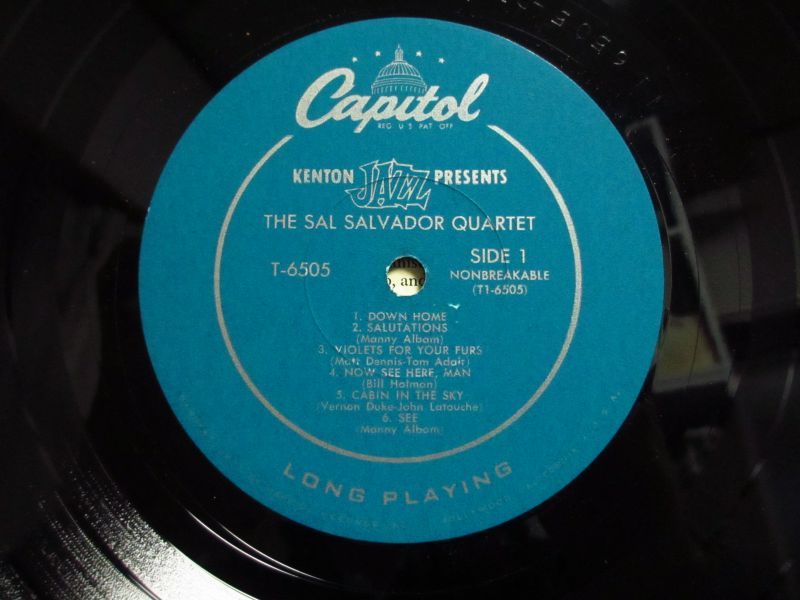 Capitol
REG. U S PAT OFF
KENTON JAZZ PRESENTS
THE SAL SALVADOR QUARTET
T-6505
SIDE 1
NONBREAKABLE
(T1-6505)
, and
1. DOWN HOME
2. SALUTATIONS
(Manny Albam)
3. VIOLETS FOR YOUR FURS
(Matt Dennis-Tom Adair)
4. NOW SEE HERE, MAN
(Bill Holman)
5. CABIN IN THE SKY
(Vernon Duke-John Latouche)
6. SEE
(Manny Albam)
LONG PLAYING